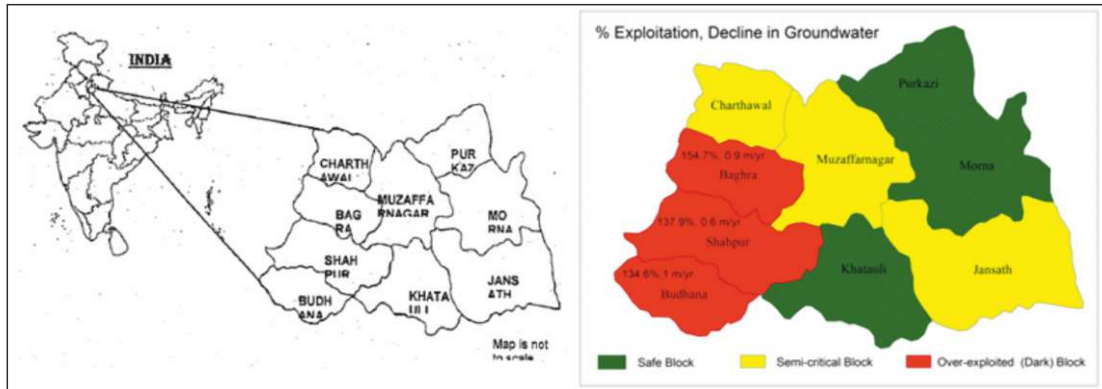 INDIA
CHARTH
AWAL
PUR
KAZ
MUZAFFA
RNAGAR
BAG
RA
MO
RNA
SHAH
PUR
JANS
ATH
BUDH
ANA
KHATA
ULI
Map is not
to scale
% Exploitation, Decline in Groundwater
Purkazi
Charthawal
154.7%, 0.9 m/yr
Baghra
Muzaffarnagar
Morna
137.9%, 0.6 m/yr
Shahpur
Khatauli
Jansath
134.6%, 1 m/yr
Budhana
Safe Block
Semi-critical Block
Over-exploited (Dark) Block